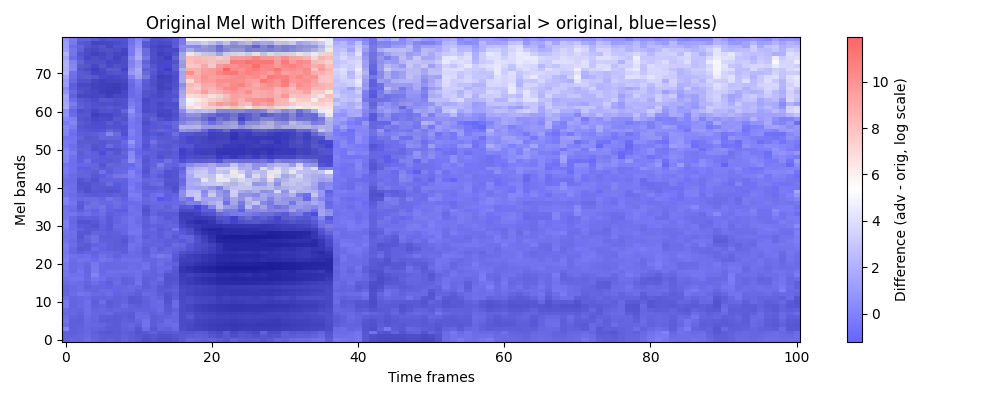 Original Mel with Differences (red=adversarial > original, blue=less)
Mel bands
70
60
50
40
30
20
10
0
0 20 40 60 80 100
Time frames
10
8
6
4
2
0
Difference (adv - orig, log scale)